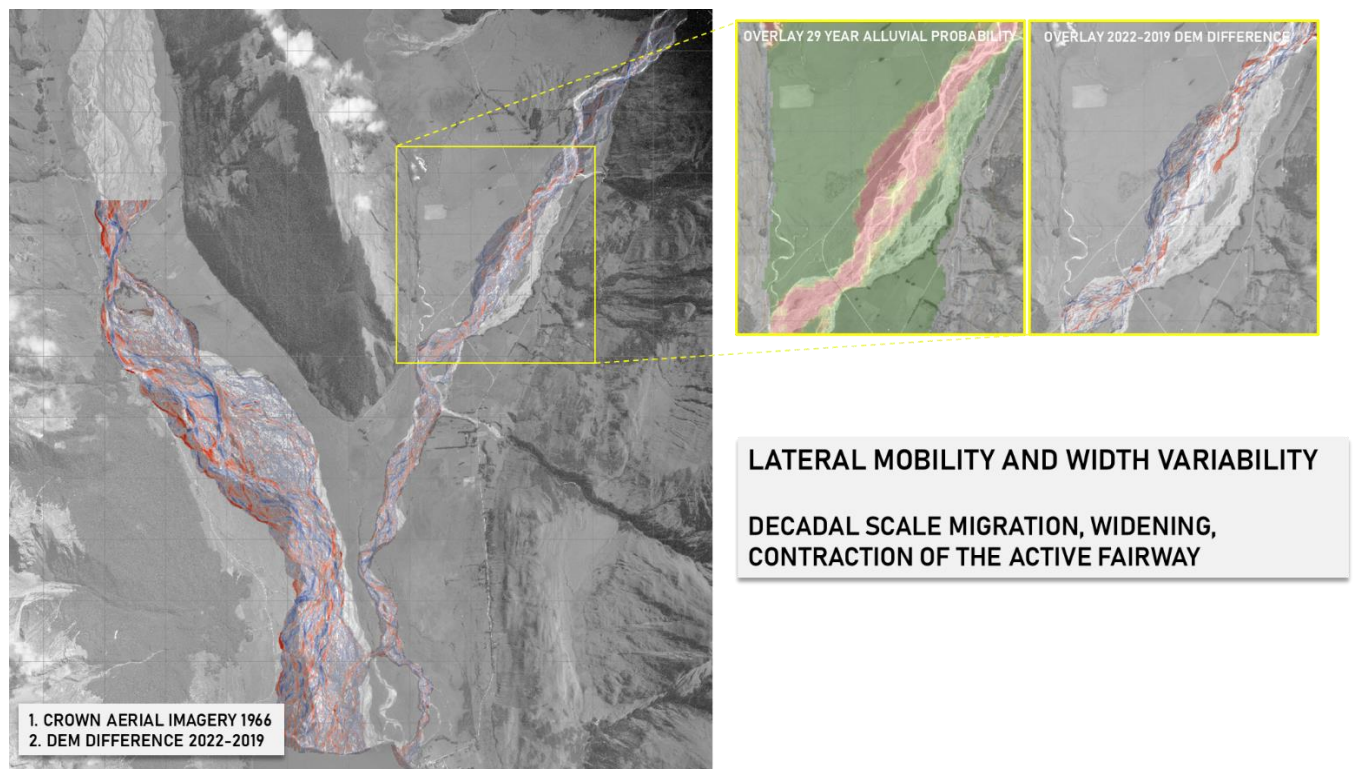 OVERLAY 29 YEAR ALLUVIAL PROBABILITY
OVERLAY 2022-2019 DEM DIFFERENCE
LATERAL MOBILITY AND WIDTH VARIABILITY
DECADAL SCALE MIGRATION, WIDENING,
CONTRACTION OF THE ACTIVE FAIRWAY
1. CROWN AERIAL IMAGERY 1966
2. DEM DIFFERENCE 2022-2019